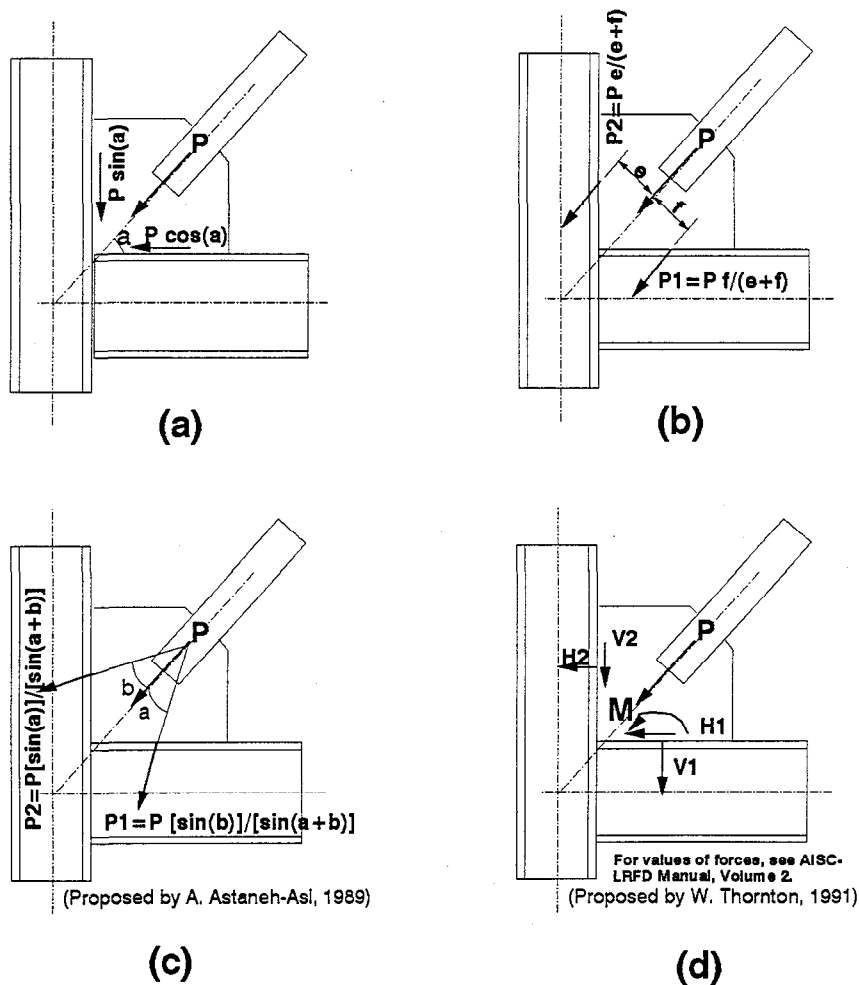 P
P sin(a)
a
P cos(a)
(a)
P2=P e/(e+f)
P
e
f
P1=P f/(e+f)
(b)
P
b
a
P2=P[sin(a)]/[sin(a+b)]
P1=P [sin(b)]/[sin(a+b)]
(Proposed by A. Astaneh-Asl, 1989)
(c)
P
V2
H2
M
H1
V1
For values of forces, see AISC-
LRFD Manual, Volume 2.
(Proposed by W. Thornton, 1991)
(d)